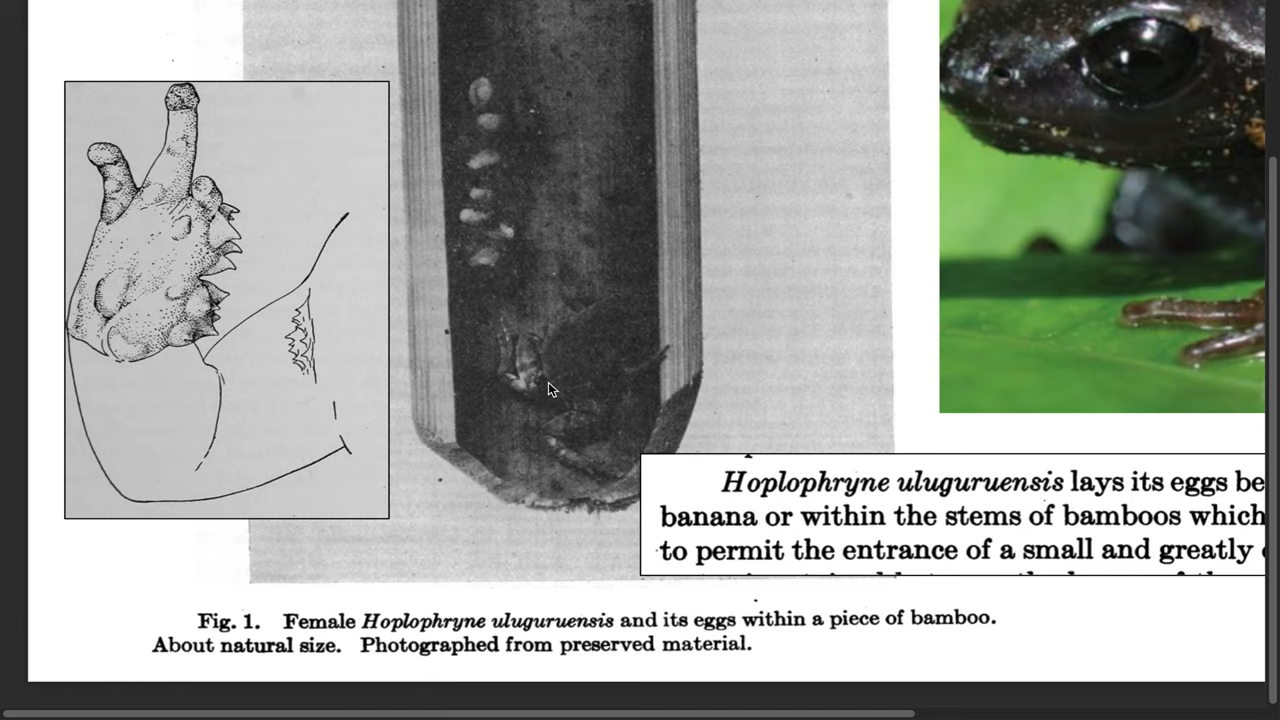 Hoplophryne uluguruensis lays its eggs be
banana or within the stems of bamboos which
to permit the entrance of a small and greatly
Fig. 1. Female Hoplophryne uluguruensis and its eggs within a piece of bamboo.
About natural size. Photographed from preserved material.